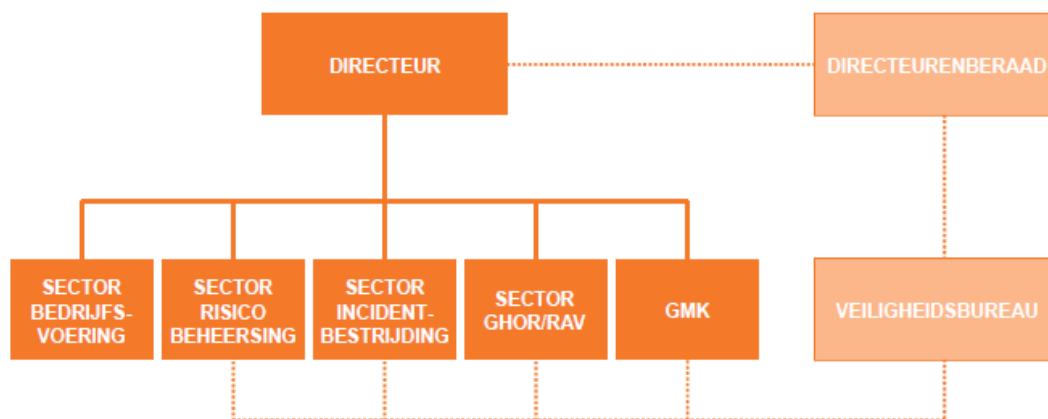 DIRECTEUR
DIRECTEURENBERAAD
SECTOR
BEDRIJFS-
VOERING
SECTOR
RISICO
BEHEERSING
SECTOR
INCIDENT-
BESTRIJDING
SECTOR
GHOR/RAV
GMK
VEILIGHEIDSBUREAU